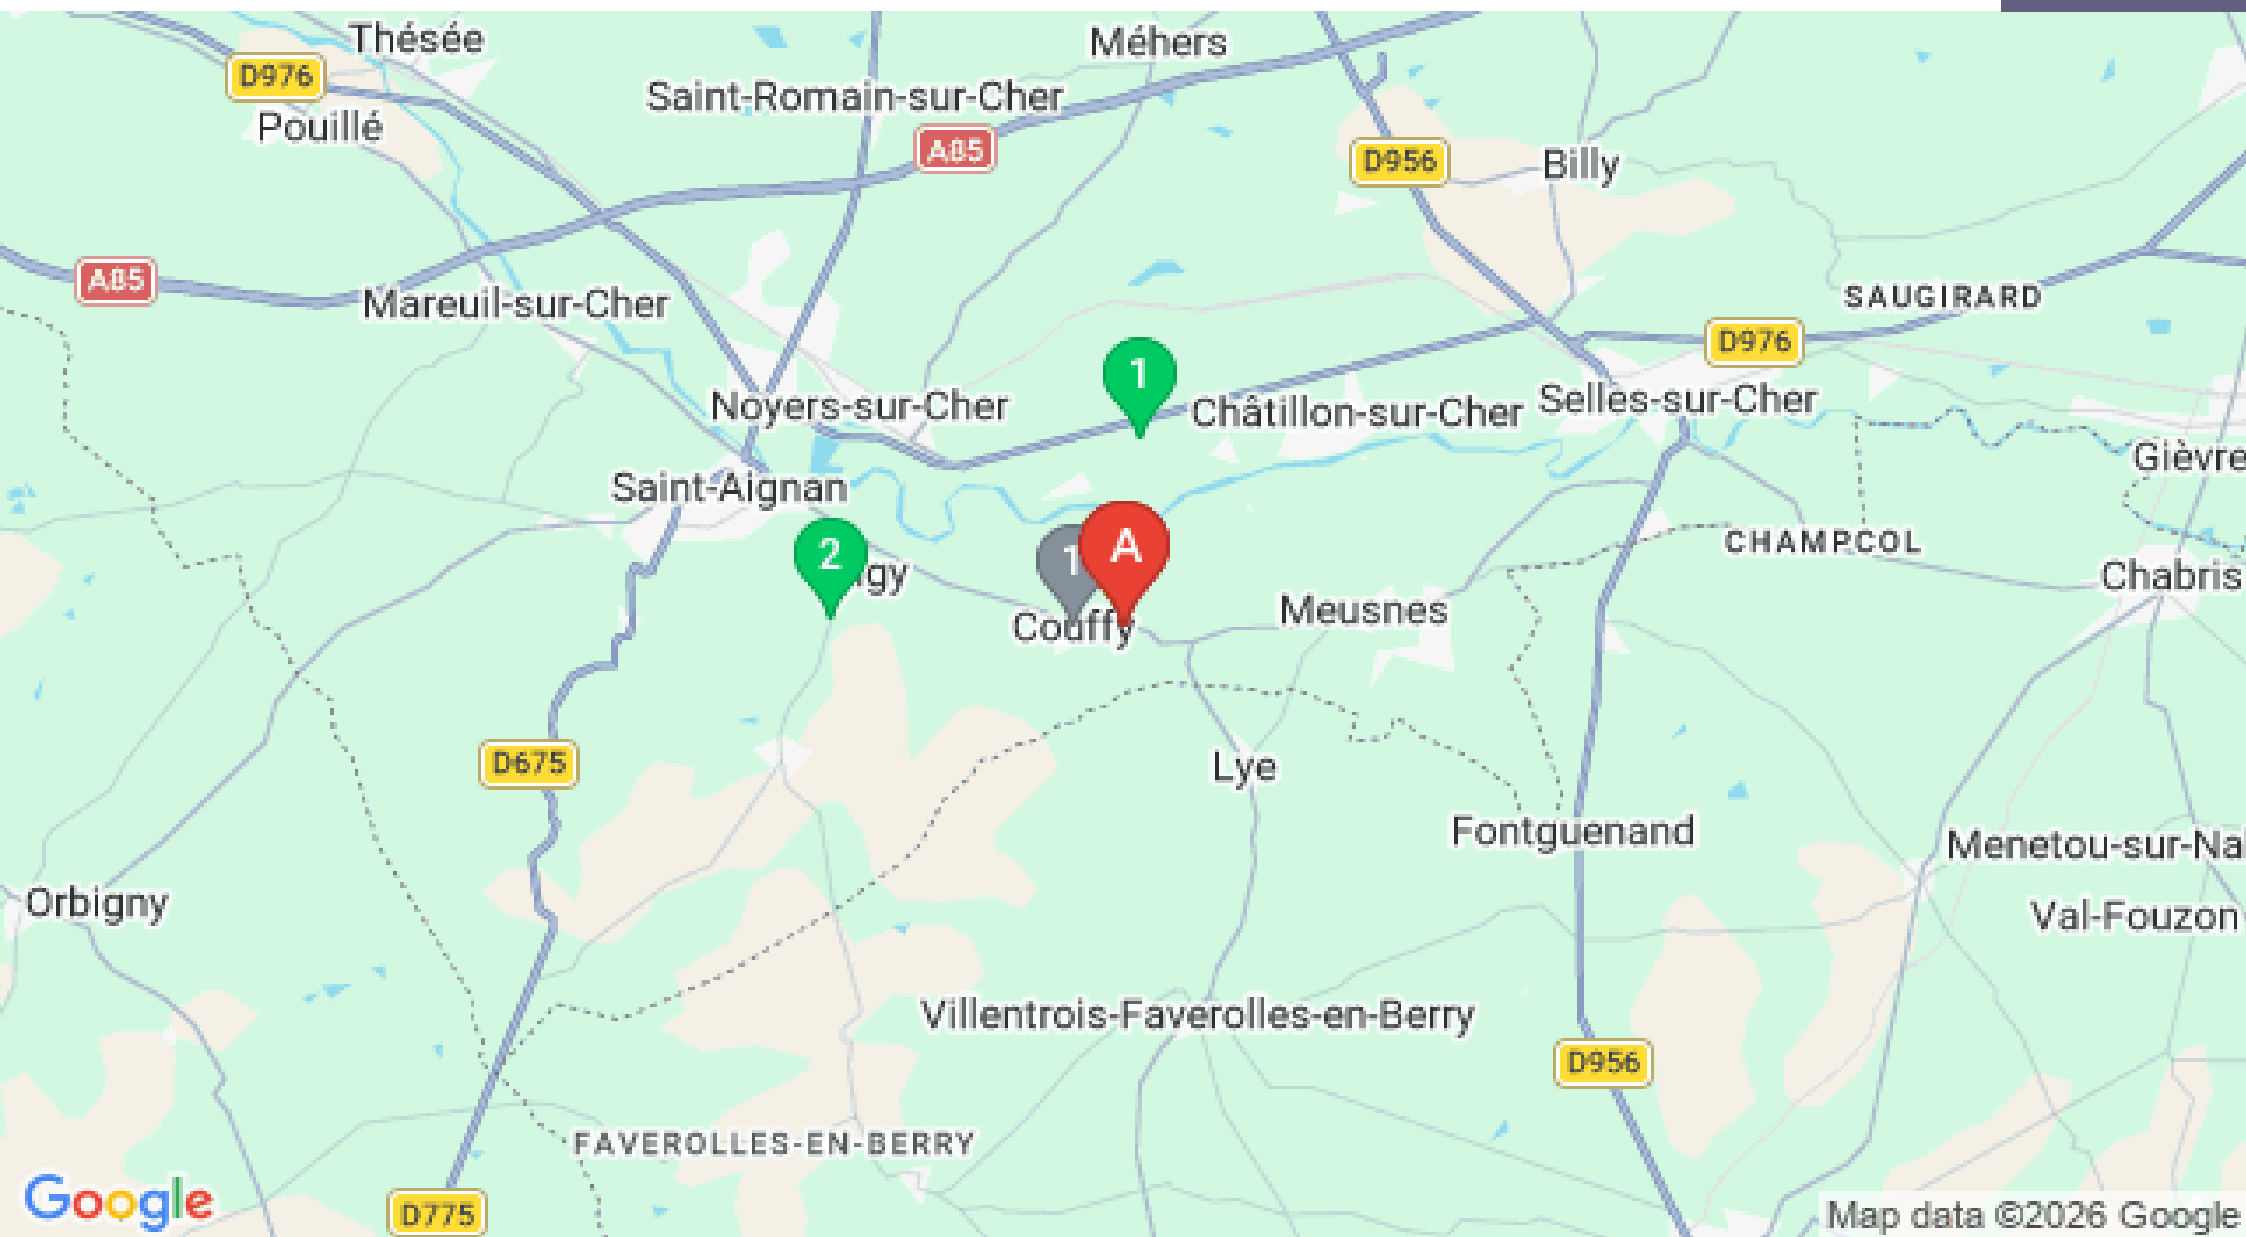 Thésée
Méhers
D976
Saint-Romain-sur-Cher
Pouillé
A85
D956
Billy
A85
Mareuil-sur-Cher
SAUGIRARD
D976
1
Noyers-sur-Cher
Châtillon-sur-Cher
Selles-sur-Cher
Gièvre
Saint-Aignan
CHAMPCOL
2
1
A
gy
Chabris
Couffy
Meusnes
D675
Lye
Fontguenand
Menetou-sur-Na
Orbigny
Val-Fouzon
Villentrois-Faverolles-en-Berry
D956
FAVEROLLES-EN-BERRY
Google
D775
Map data ©2026 Google